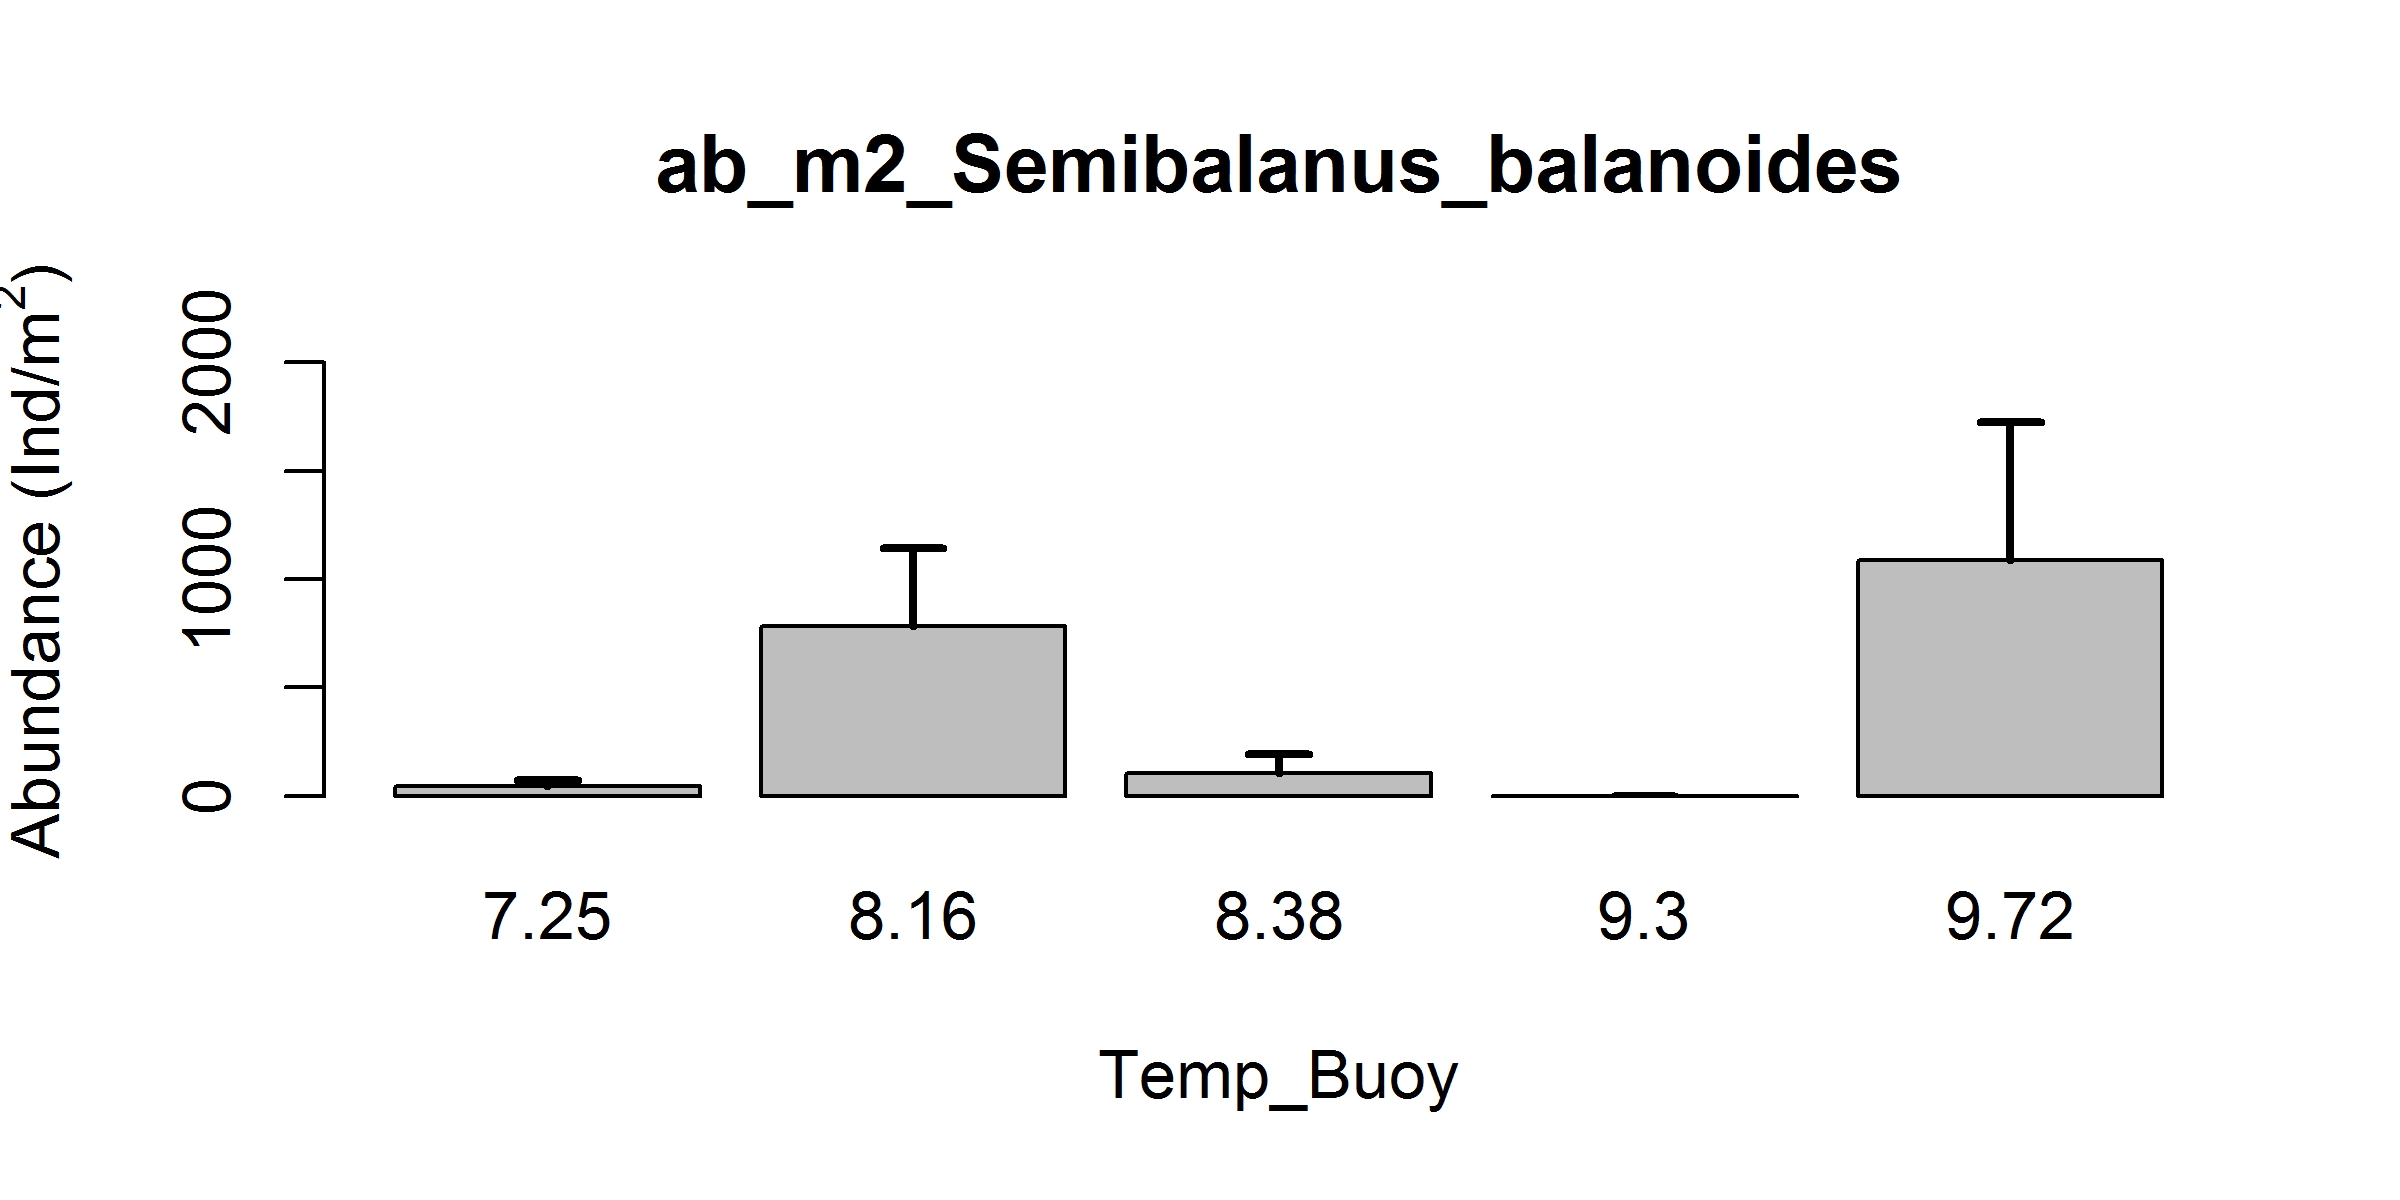 ab_m2_Semibalanus_balanoides
Abundance (Ind/m²)
2000
1000
0
7.25 8.16 8.38 9.3 9.72
Temp_Buoy